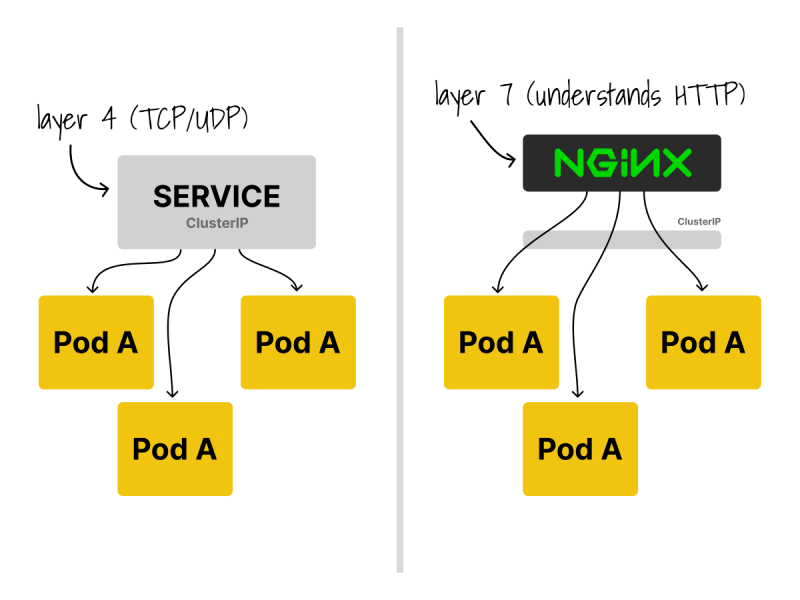 layer 4 (TCP/UDP)
SERVICE
ClusterIP
Pod A
Pod A
Pod A
layer 7 (understands HTTP)
NGiNX
ClusterIP
Pod A
Pod A
Pod A